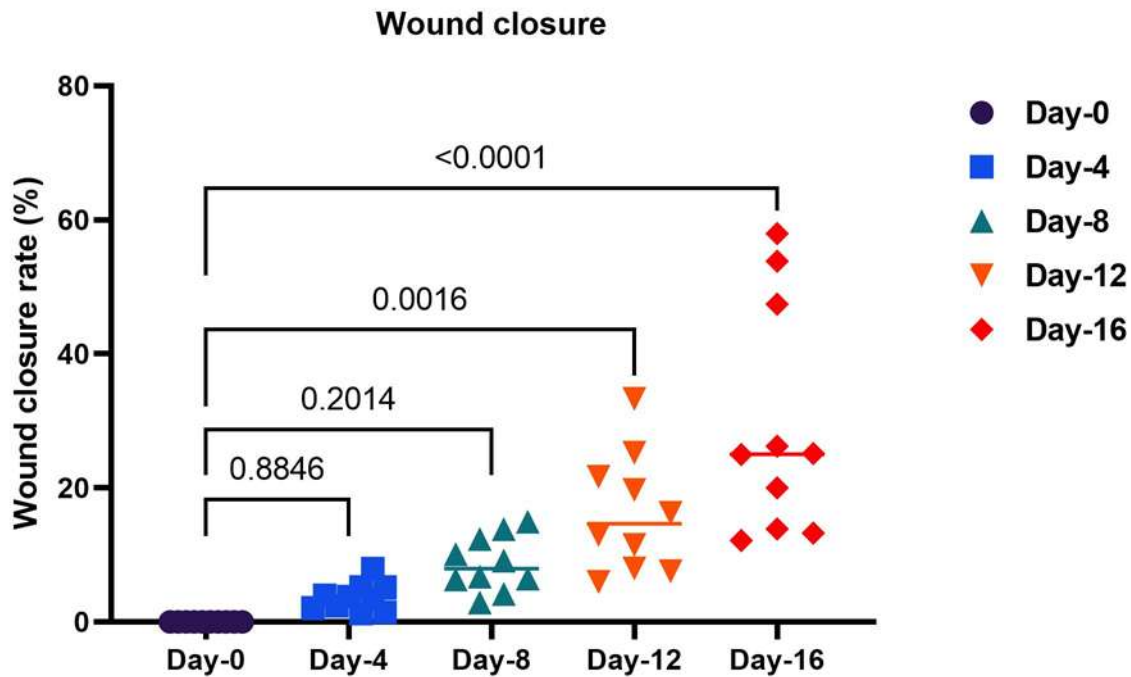 Wound closure
Wound closure rate (%)
80
60
40
20
0
<0.0001
0.0016
0.2014
0.8846
Day-0
Day-4
Day-8
Day-12
Day-16
Day-0
Day-4
Day-8
Day-12
Day-16